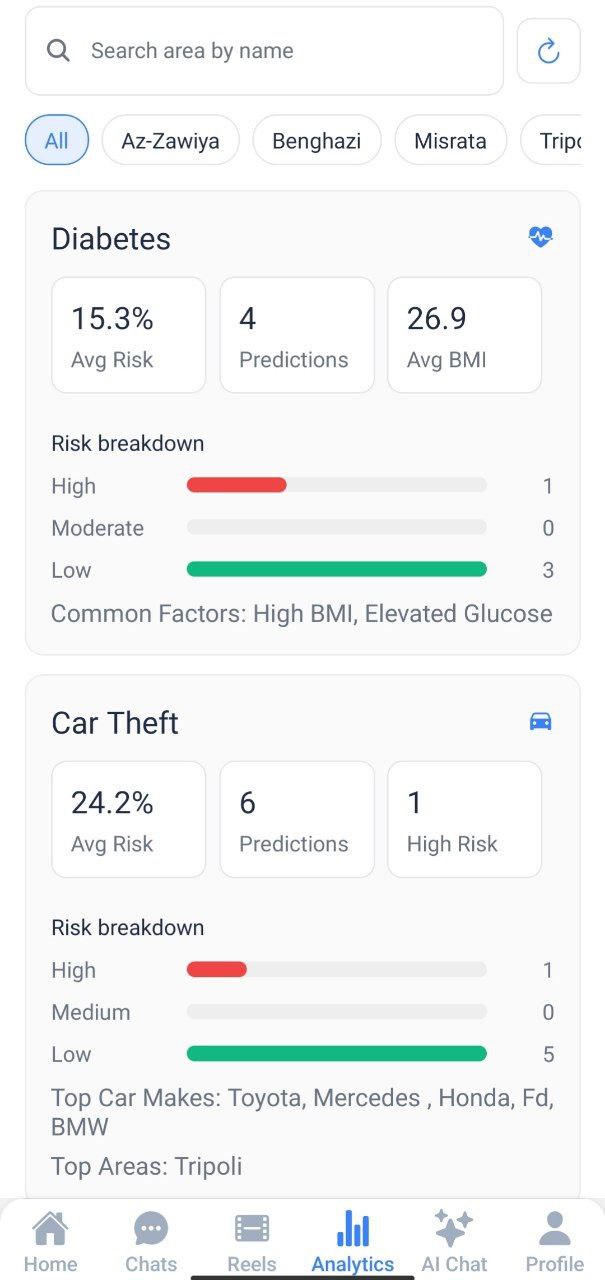 Search area by name
All Az-Zawiya Benghazi Misrata Tripo
Diabetes
15.3% 4 26.9
Avg Risk Predictions Avg BMI
Risk breakdown
High 1
Moderate 0
Low 3
Common Factors: High BMI, Elevated Glucose
Car Theft
24.2% 6 1
Avg Risk Predictions High Risk
Risk breakdown
High 1
Medium 0
Low 5
Top Car Makes: Toyota, Mercedes , Honda, Fd,
BMW
Top Areas: Tripoli
Home Chats Reels Analytics AI Chat Profile